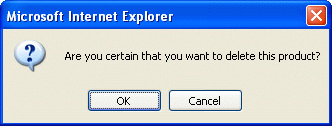 Microsoft Internet Explorer
Are you certain that you want to delete this product?
OK
Cancel